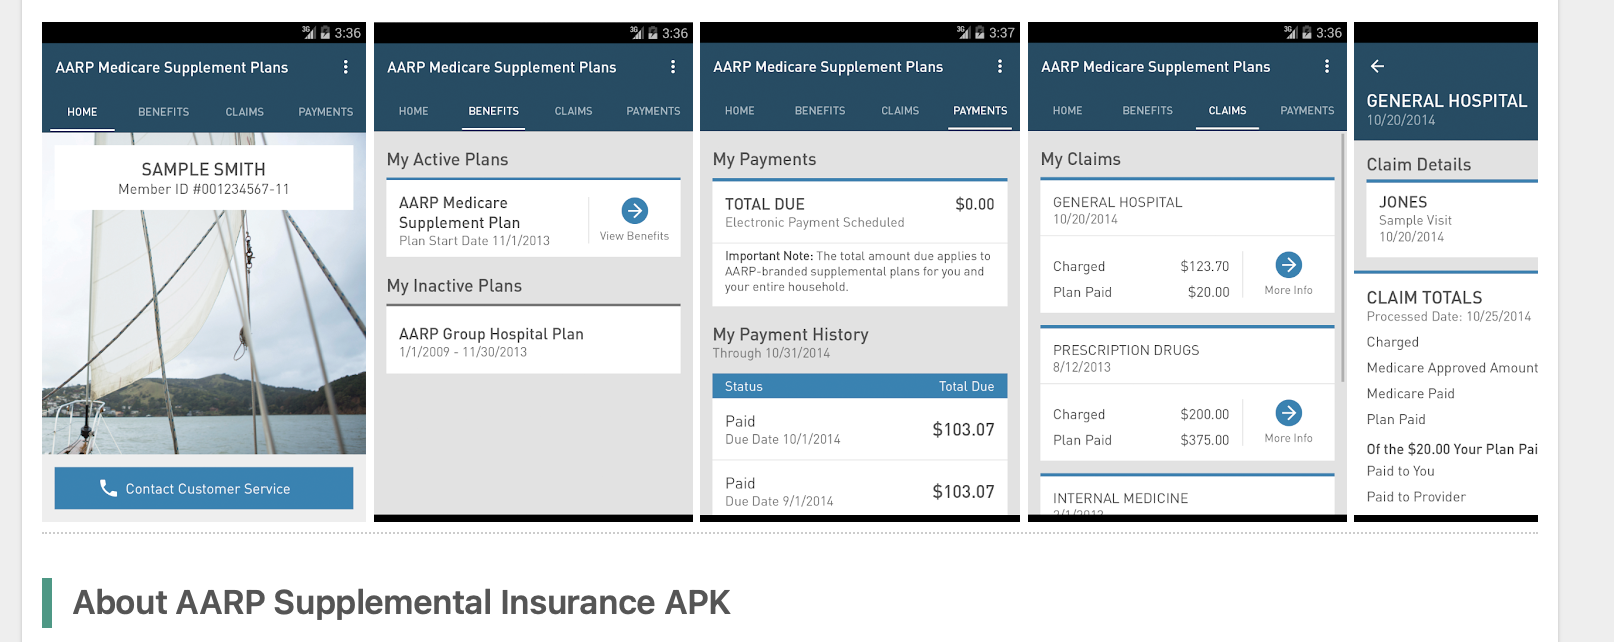 3G 3:36
AARP Medicare Supplement Plans
HOME BENEFITS CLAIMS PAYMENTS
SAMPLE SMITH
Member ID #001234567-11
Contact Customer Service
3G 3:36
AARP Medicare Supplement Plans
HOME BENEFITS CLAIMS PAYMENTS
My Active Plans
AARP Medicare
Supplement Plan
Plan Start Date 11/1/2013
View Benefits
My Inactive Plans
AARP Group Hospital Plan
1/1/2009 - 11/30/2013
3G 3:37
AARP Medicare Supplement Plans
HOME BENEFITS CLAIMS PAYMENTS
My Payments
TOTAL DUE $0.00
Electronic Payment Scheduled
Important Note: The total amount due applies to
AARP-branded supplemental plans for you and
your entire household.
My Payment History
Through 10/31/2014
Status Total Due
Paid
Due Date 10/1/2014
$103.07
Paid
Due Date 9/1/2014
$103.07
3G 3:36
AARP Medicare Supplement Plans
HOME BENEFITS CLAIMS PAYMENTS
My Claims
GENERAL HOSPITAL
10/20/2014
Charged $123.70
Plan Paid $20.00
More Info
PRESCRIPTION DRUGS
8/12/2013
Charged $200.00
Plan Paid $375.00
More Info
INTERNAL MEDICINE
GENERAL HOSPITAL
10/20/2014
Claim Details
JONES
Sample Visit
10/20/2014
CLAIM TOTALS
Processed Date: 10/25/2014
Charged
Medicare Approved Amount
Medicare Paid
Plan Paid
Of the $20.00 Your Plan Pai
Paid to You
Paid to Provider
About AARP Supplemental Insurance APK